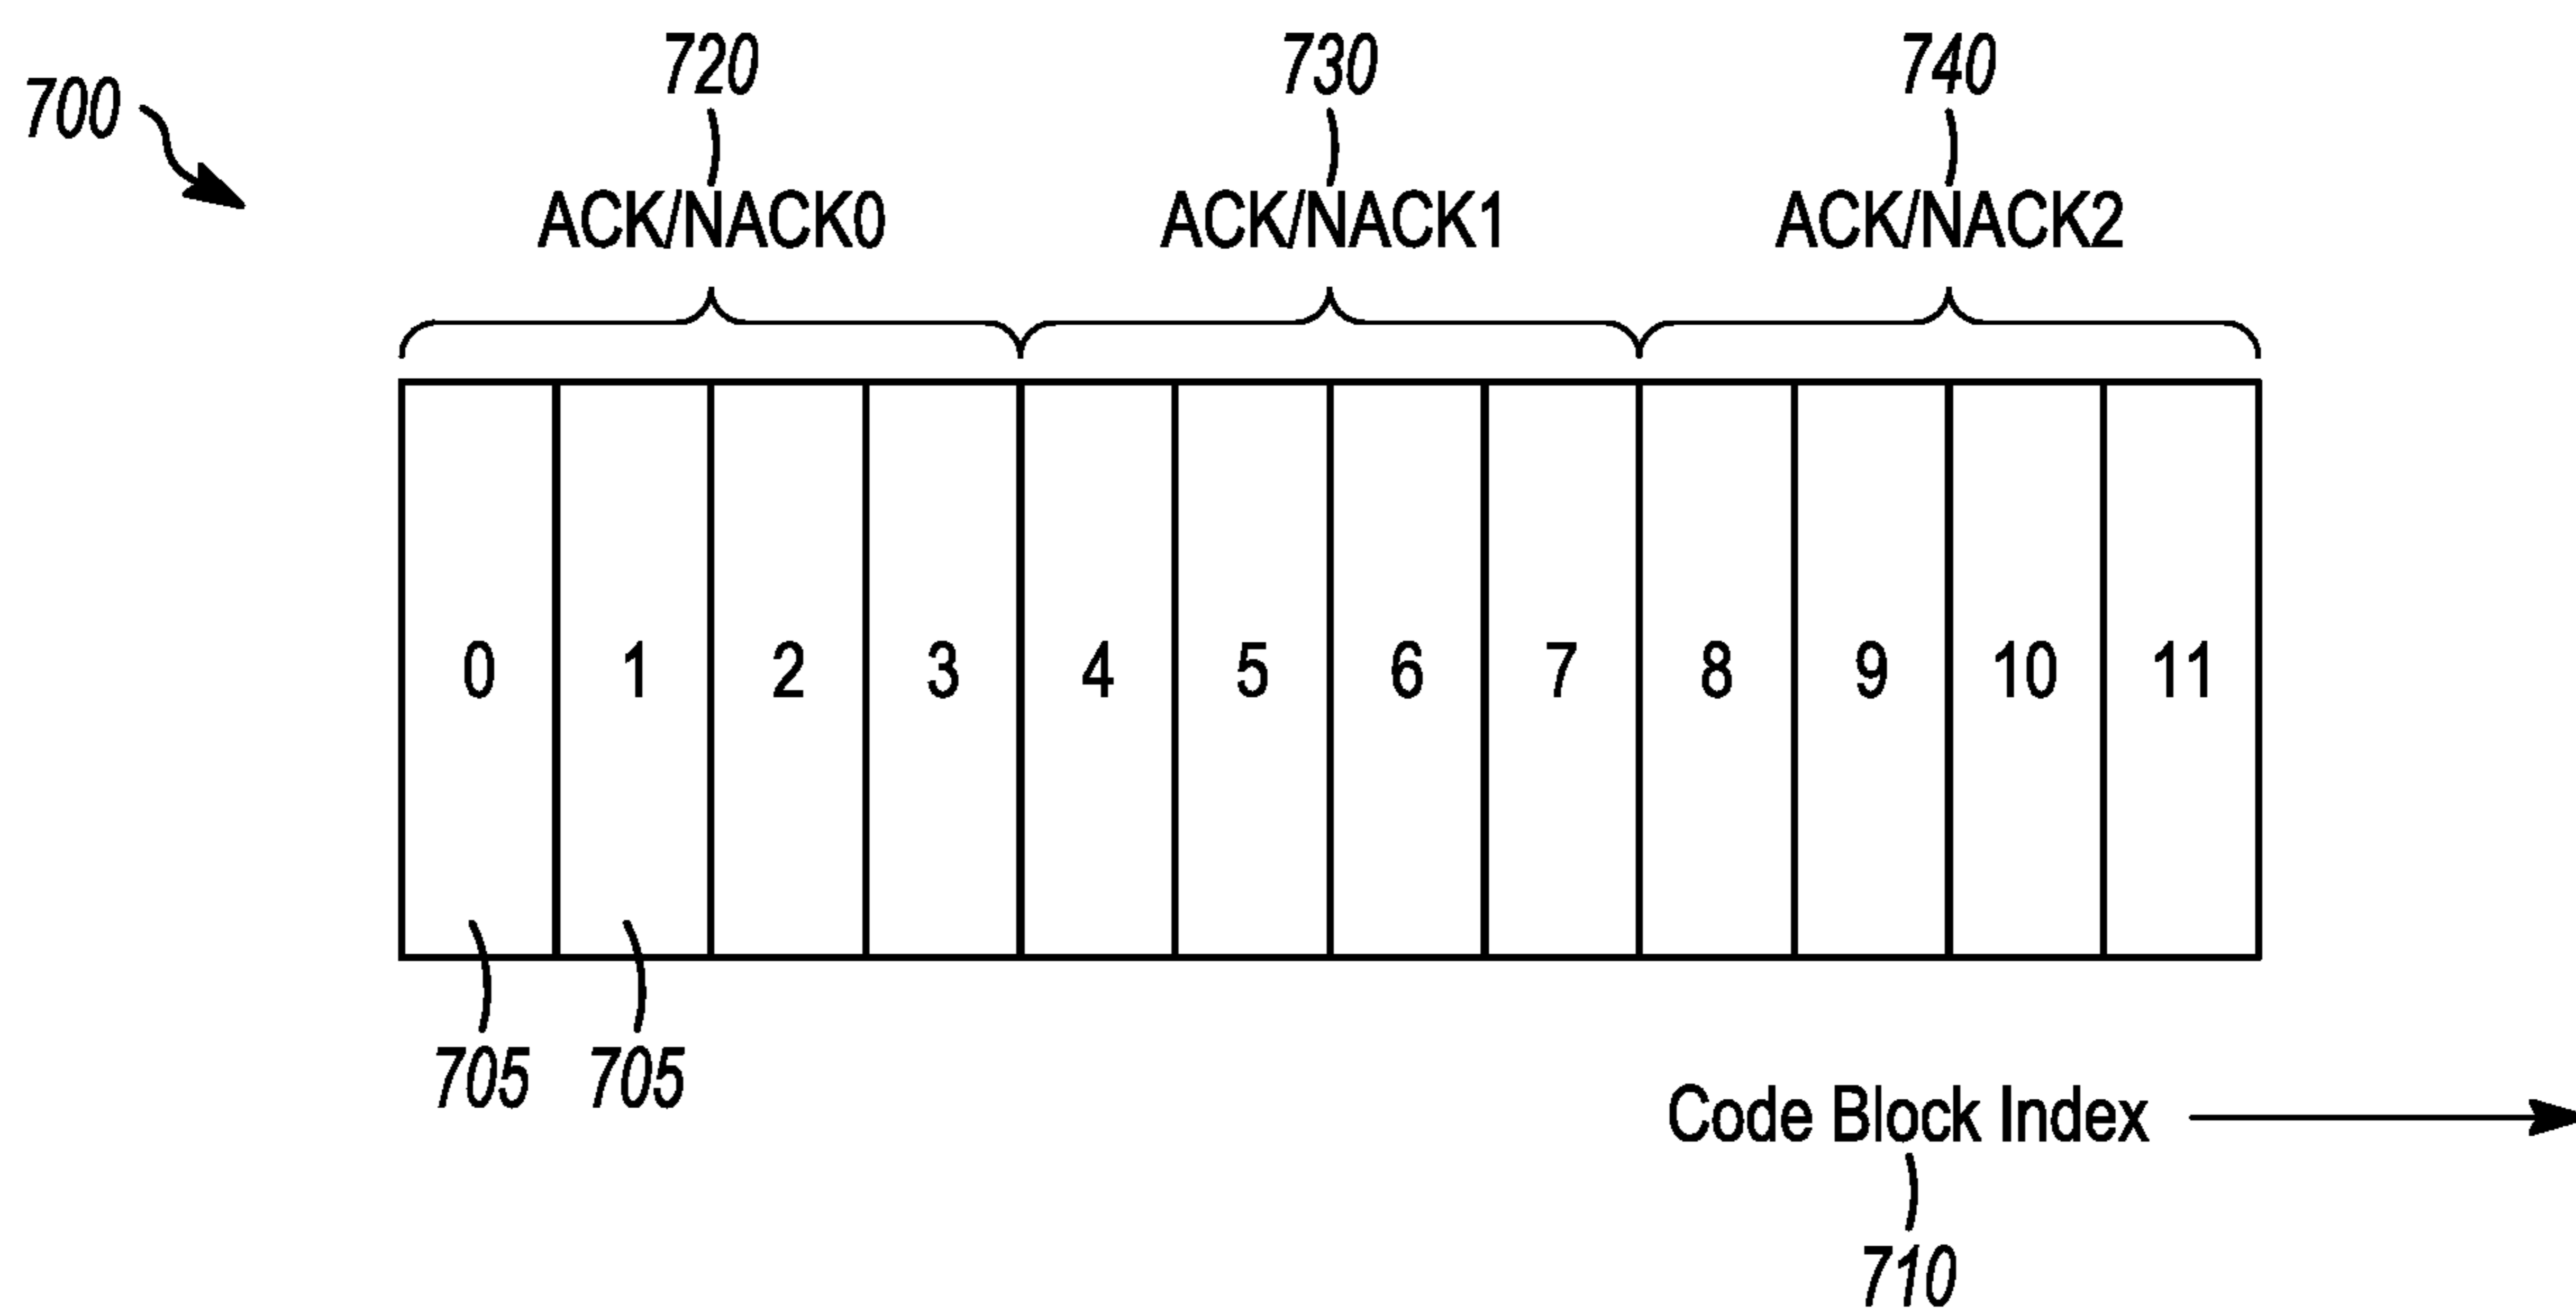 700
720 730 740
ACK/NACK0 ACK/NACK1 ACK/NACK2
0 1 2 3 4 5 6 7 8 9 10 11
705 705
Code Block Index
710